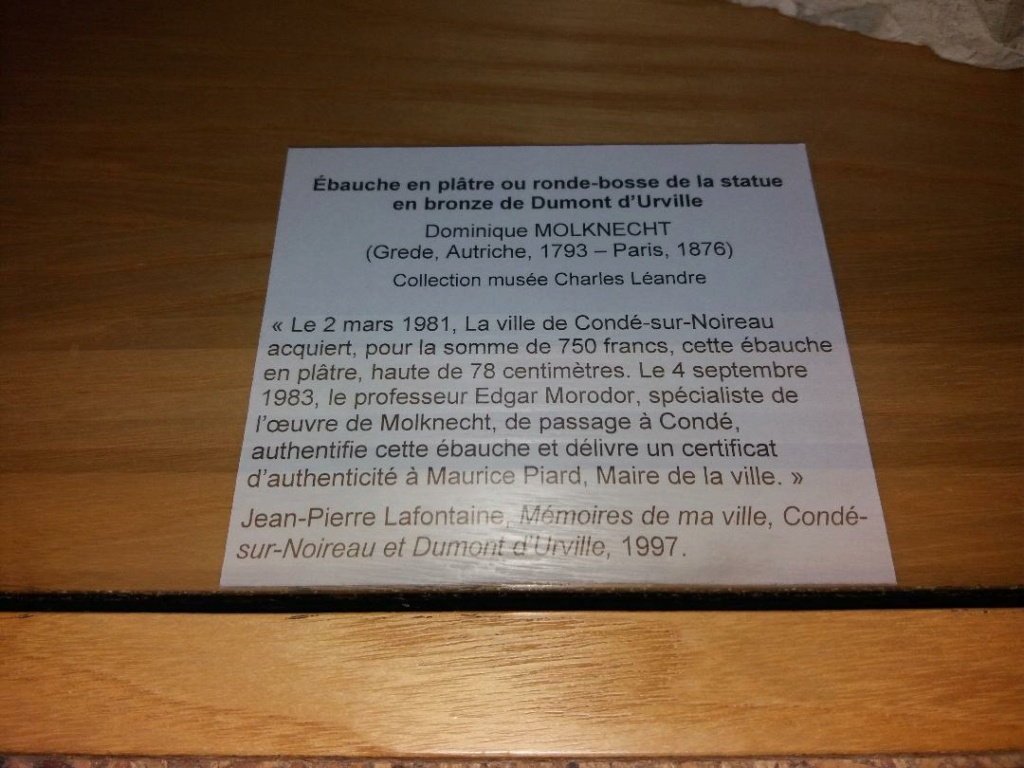 Ébauche en plâtre ou ronde-bosse de la statue
en bronze de Dumont d'Urville
Dominique MOLKNECHT
(Grede, Autriche, 1793 – Paris, 1876)
Collection musée Charles Léandre
« Le 2 mars 1981, La ville de Condé-sur-Noireau
acquiert, pour la somme de 750 francs, cette ébauche
en plâtre, haute de 78 centimètres. Le 4 septembre
1983, le professeur Edgar Morodor, spécialiste de
l'œuvre de Molknecht, de passage à Condé,
authentifie cette ébauche et délivre un certificat
d'authenticité à Maurice Piard, Maire de la ville. »
Jean-Pierre Lafontaine, Mémoires de ma ville, Condé-
sur-Noireau et Dumont d'Urville, 1997.